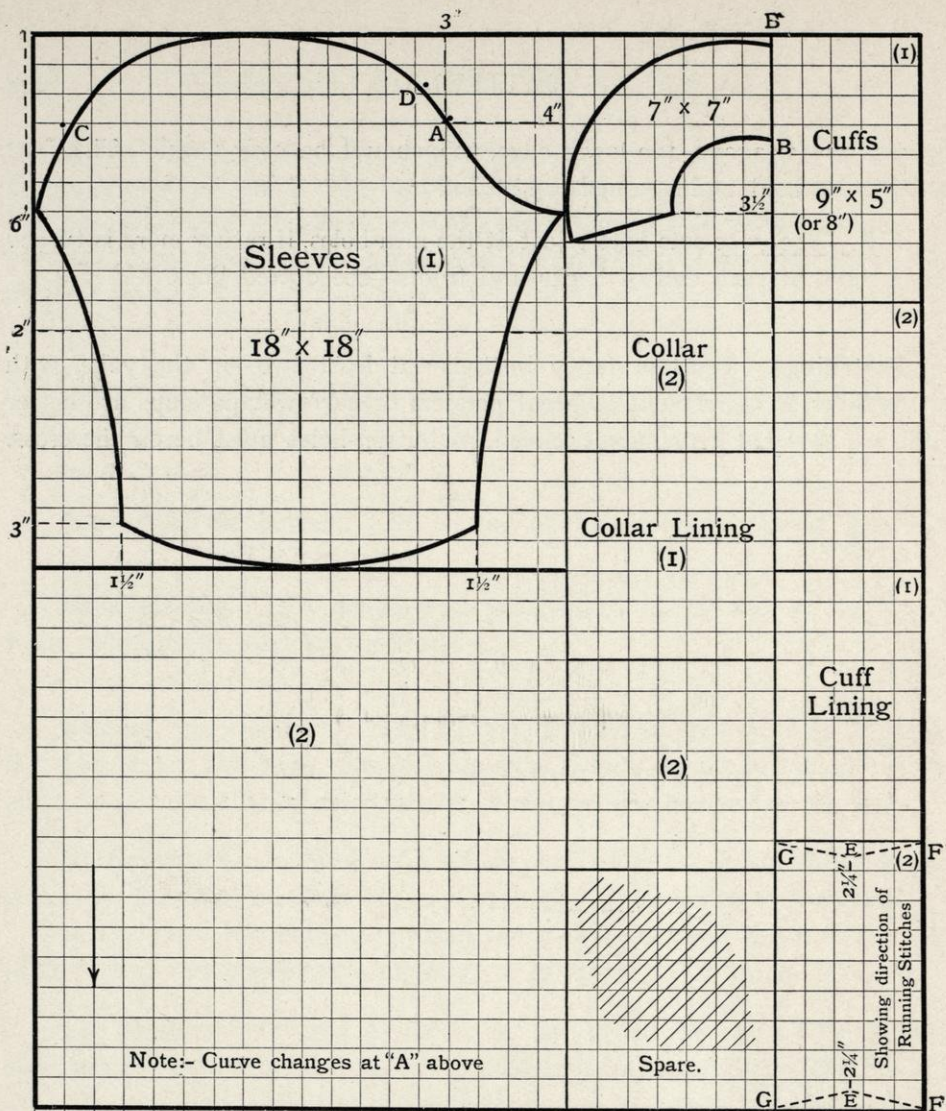 1
3"
B
(1)
D
A
4"
7" x 7"
C
B
Cuffs
6"
3½"
9" x 5"
(or 8")
Sleeves (1)
2"
(2)
18" x 18"
Collar
(2)
3"
Collar Lining
(1)
1½"
1½"
(1)
Cuff
Lining
(2)
(2)
G
E
(2)
F
2¼"
Showing direction of
Running Stitches
Note:- Curve changes at "A" above
Spare.
2¼"
G
E
F